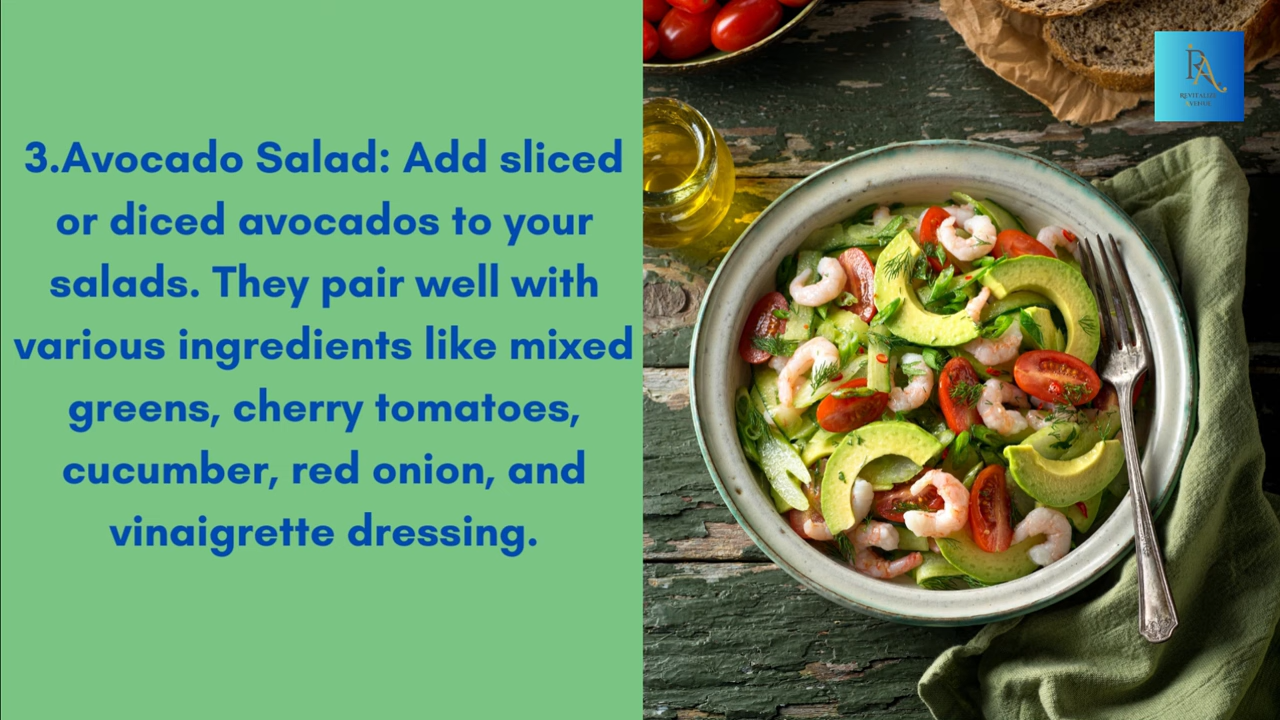 3.Avocado Salad: Add sliced
or diced avocados to your
salads. They pair well with
various ingredients like mixed
greens, cherry tomatoes,
cucumber, red onion, and
vinaigrette dressing.
RA